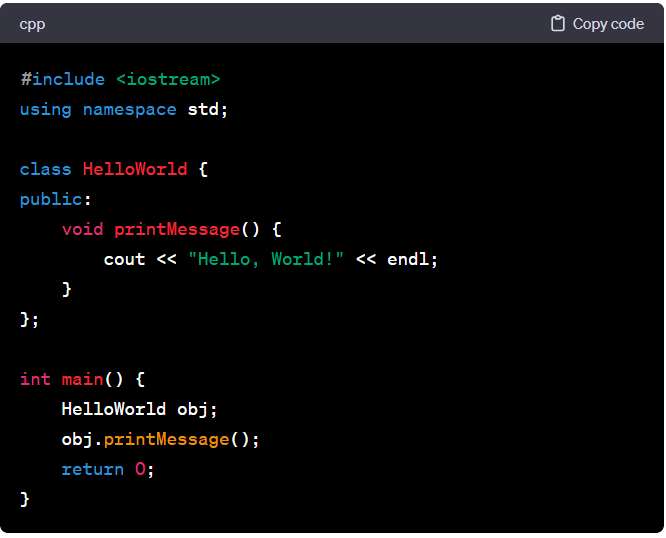 cpp
Copy code
#include <iostream>
using namespace std;
class HelloWorld {
public:
    void printMessage() {
        cout << "Hello, World!" << endl;
    }
};
int main() {
    HelloWorld obj;
    obj.printMessage();
    return 0;
}